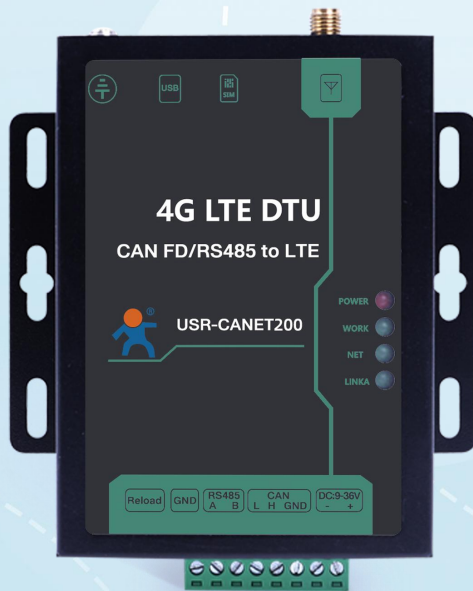 USB
SIM
4G LTE DTU
CAN FD/RS485 to LTE
®
USR-CANET200
POWER
WORK
NET
LINKA
Reload GND RS485 CAN DC:9-36V
A B L H GND - +